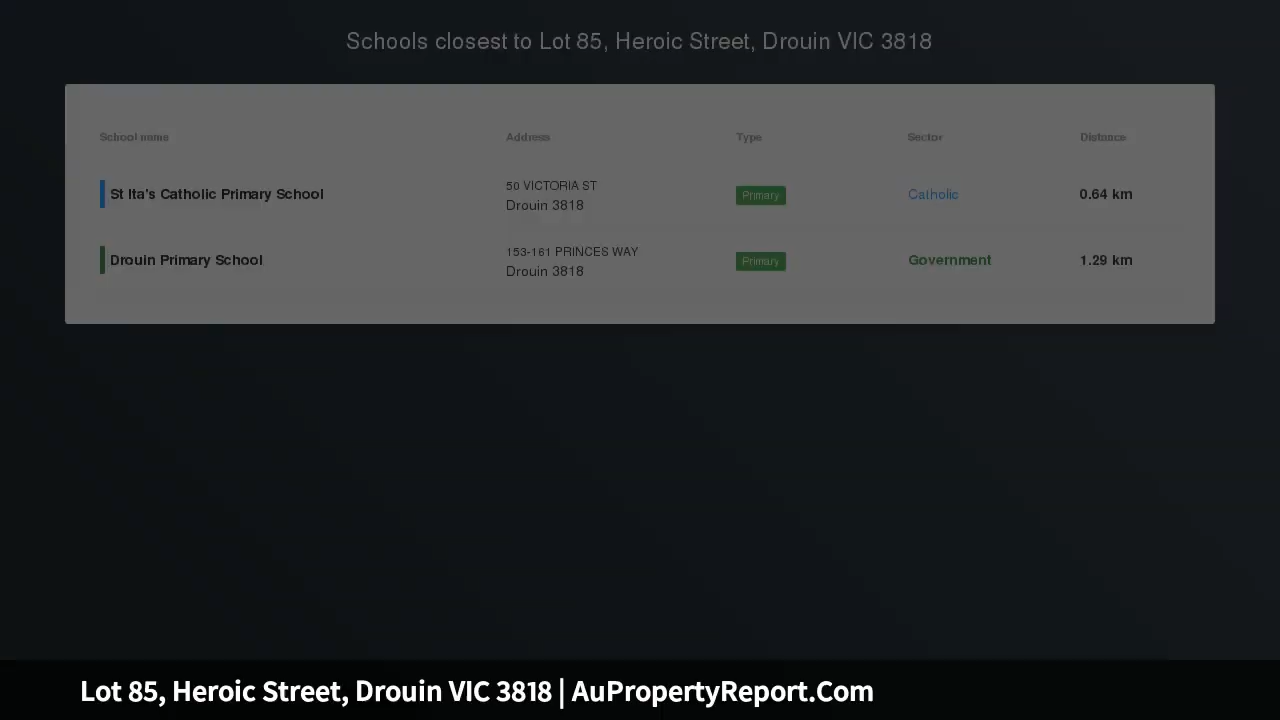 Schools closest to Lot 85, Heroic Street, Drouin VIC 3818
School name Address Type Sector Distance
St Ita's Catholic Primary School 50 VICTORIA ST Drouin 3818 Primary Catholic 0.64 km
Drouin Primary School 153-161 PRINCES WAY Drouin 3818 Primary Government 1.29 km
Lot 85, Heroic Street, Drouin VIC 3818 | AuPropertyReport.Com